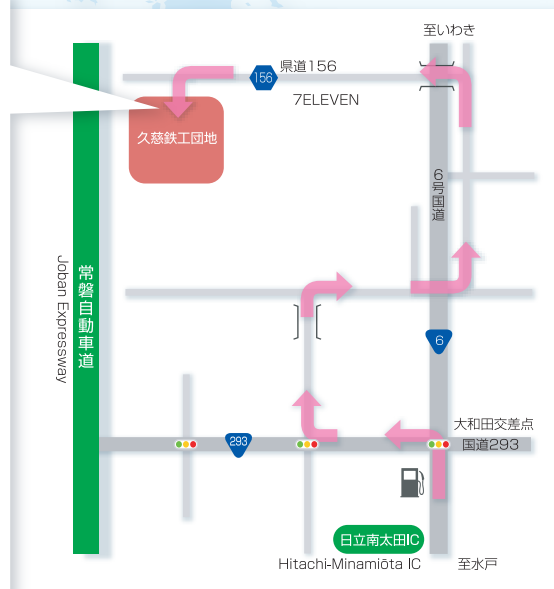 至いわき
県道156
156
7ELEVEN
久慈鉄工団地
6号国道
常磐自動車道
Joban Expressway
6
大和田交差点
293
国道293
日立南太田IC
Hitachi-Minamiōta IC
至水戸